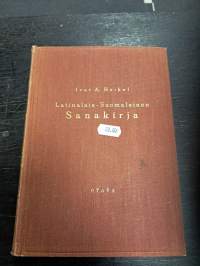 Ivar A. Heikel
Latinalais-Suomalainen
Sanakirja
OTAVA